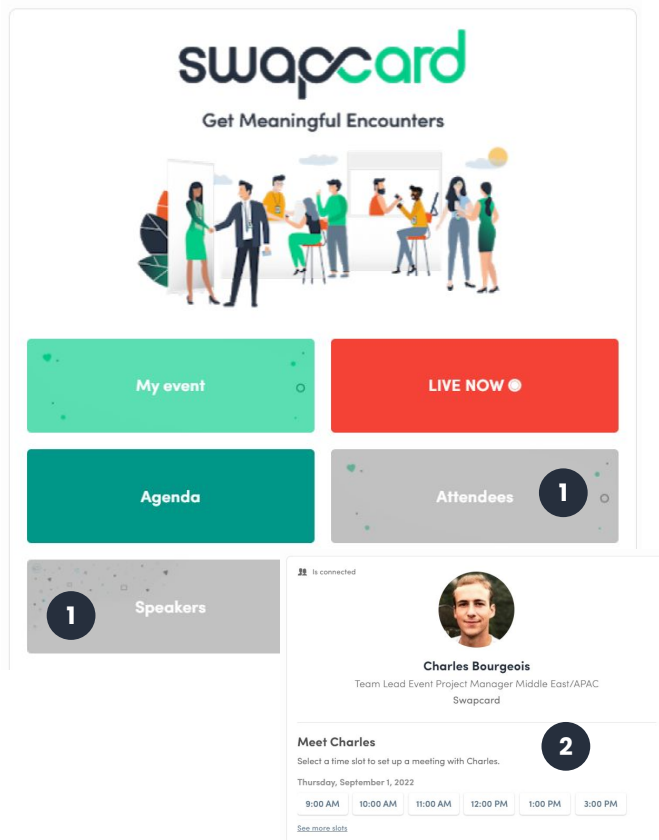 swapcard
Get Meaningful Encounters
My event
LIVE NOW
Agenda
Attendees
1
1
Speakers
Is connected
Charles Bourgeois
Team Lead Event Project Manager Middle East/APAC
Swapcard
Meet Charles
2
Select a time slot to set up a meeting with Charles.
Thursday, September 1, 2022
9:00 AM 10:00 AM 11:00 AM 12:00 PM 1:00 PM 3:00 PM
See more slots